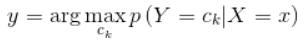 y = arg max_{c_k} p (Y = c_k|X = x)